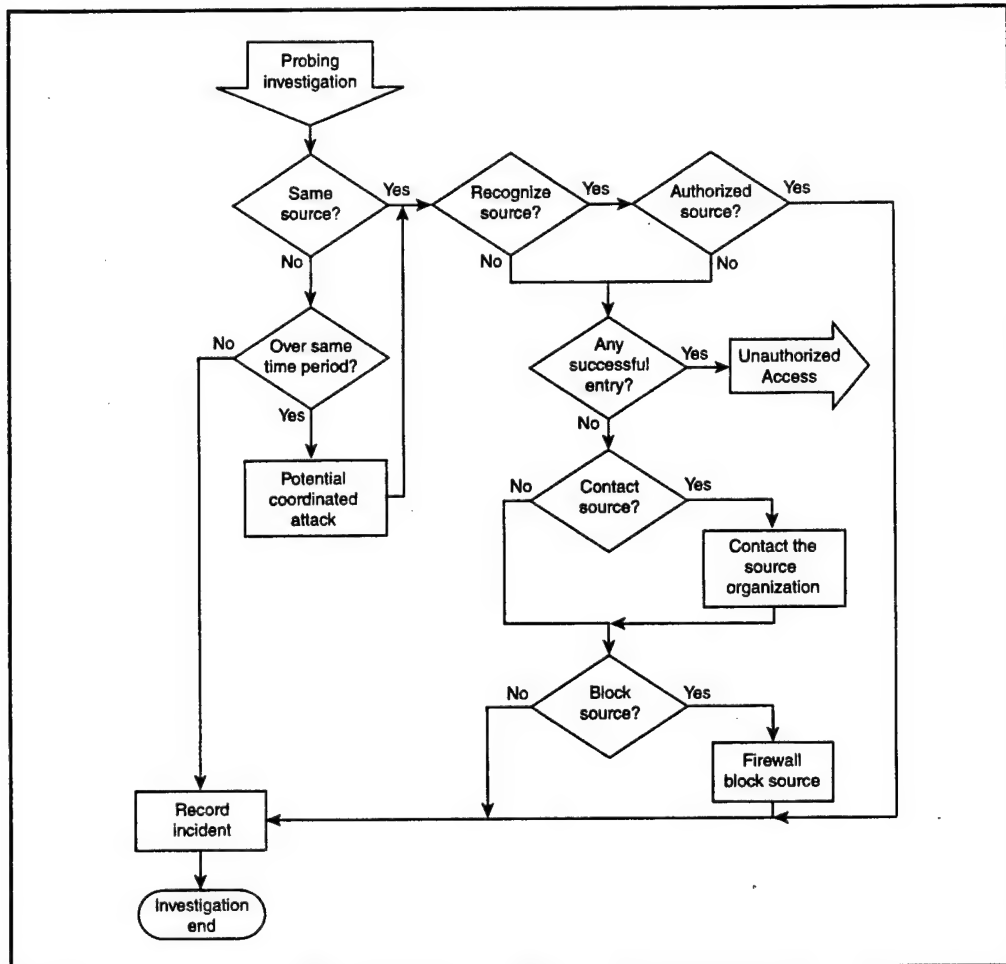 Probing
investigation
Same
source?
Yes
No
Recognize
source?
Yes
No
Authorized
source?
Yes
No
Over same
time period?
No
Yes
Potential
coordinated
attack
Any
successful
entry?
Yes
No
Unauthorized
Access
Contact
source?
No
Yes
Contact the
source
organization
Block
source?
No
Yes
Firewall
block source
Record
incident
Investigation
end